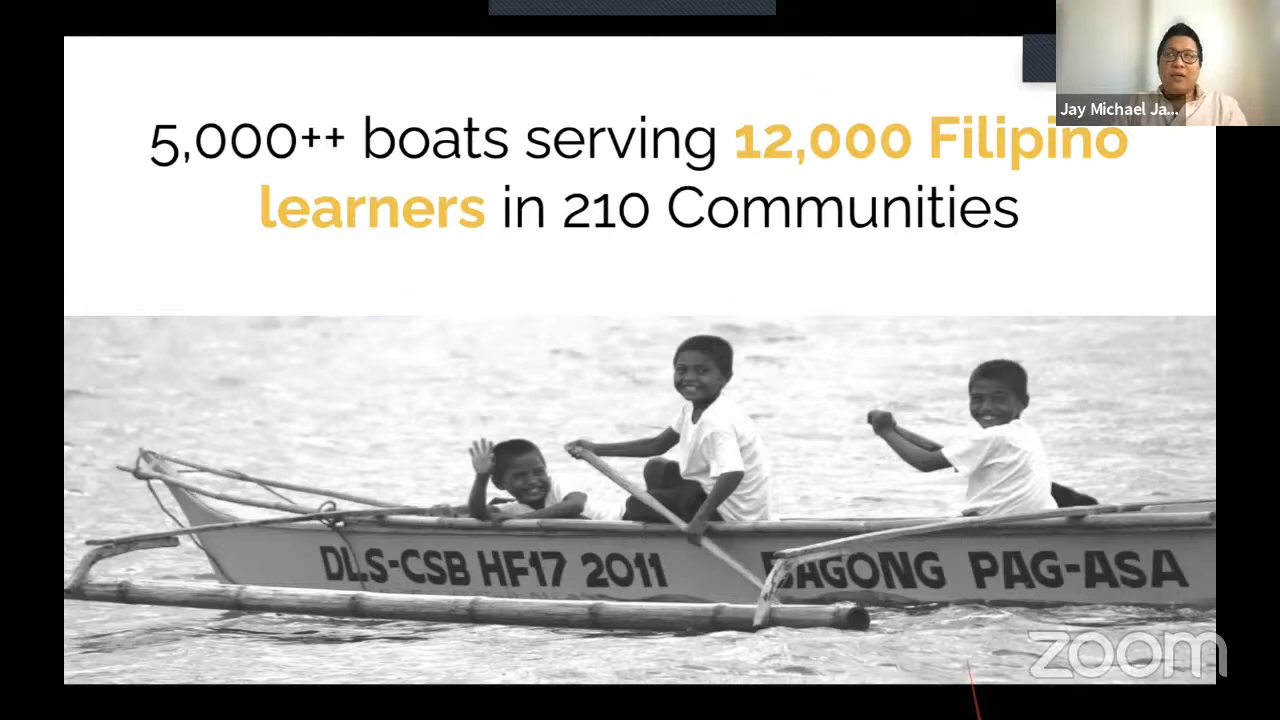 5,000++ boats serving 12,000 Filipino
learners in 210 Communities
Jay Michael Ja...
DLS-CSB HF17 2011 BAGONG PAG-ASA
zoom